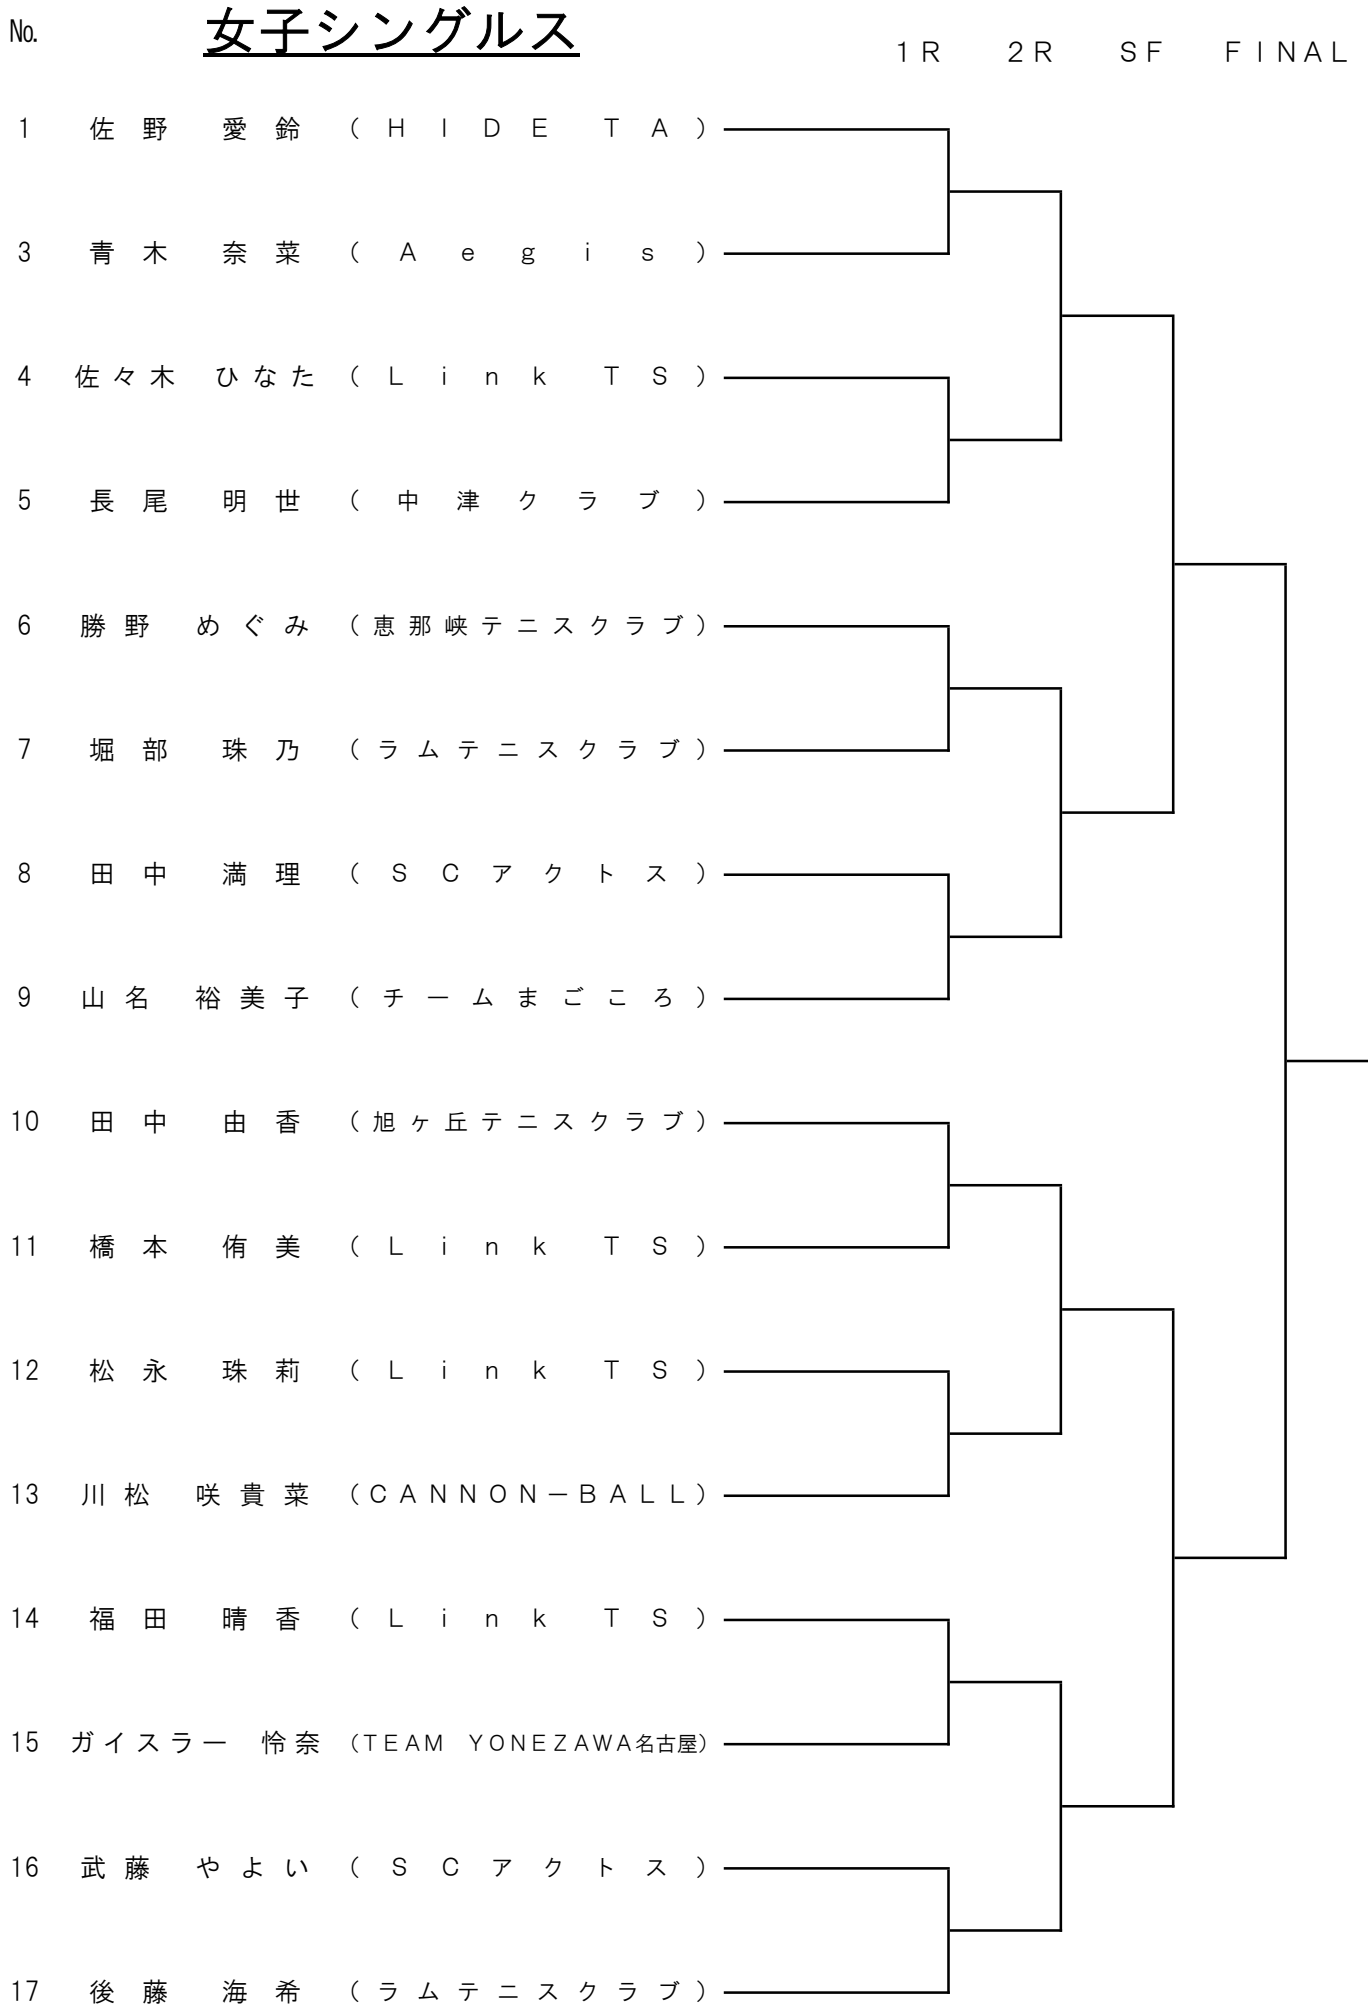 No. 女子シングルス
1R 2R SF FINAL
1 佐野 愛鈴 (HIDE TA)
3 青木 奈菜 (Aegis)
4 佐々木 ひなた (Link TS)
5 長尾 明世 (中津クラブ)
6 勝野 めぐみ (恵那峡テニスクラブ)
7 堀部 珠乃 (ラムテニスクラブ)
8 田中 満理 (SCアクトス)
9 山名 裕美子 (チームまごころ)
10 田中 由香 (旭ヶ丘テニスクラブ)
11 橋本 侑美 (Link TS)
12 松永 珠莉 (Link TS)
13 川松 咲貴菜 (CANNON-BALL)
14 福田 晴香 (Link TS)
15 ガイスラー 怜奈 (TEAM YONEZAWA名古屋)
16 武藤 やよい (SCアクトス)
17 後藤 海希 (ラムテニスクラブ)